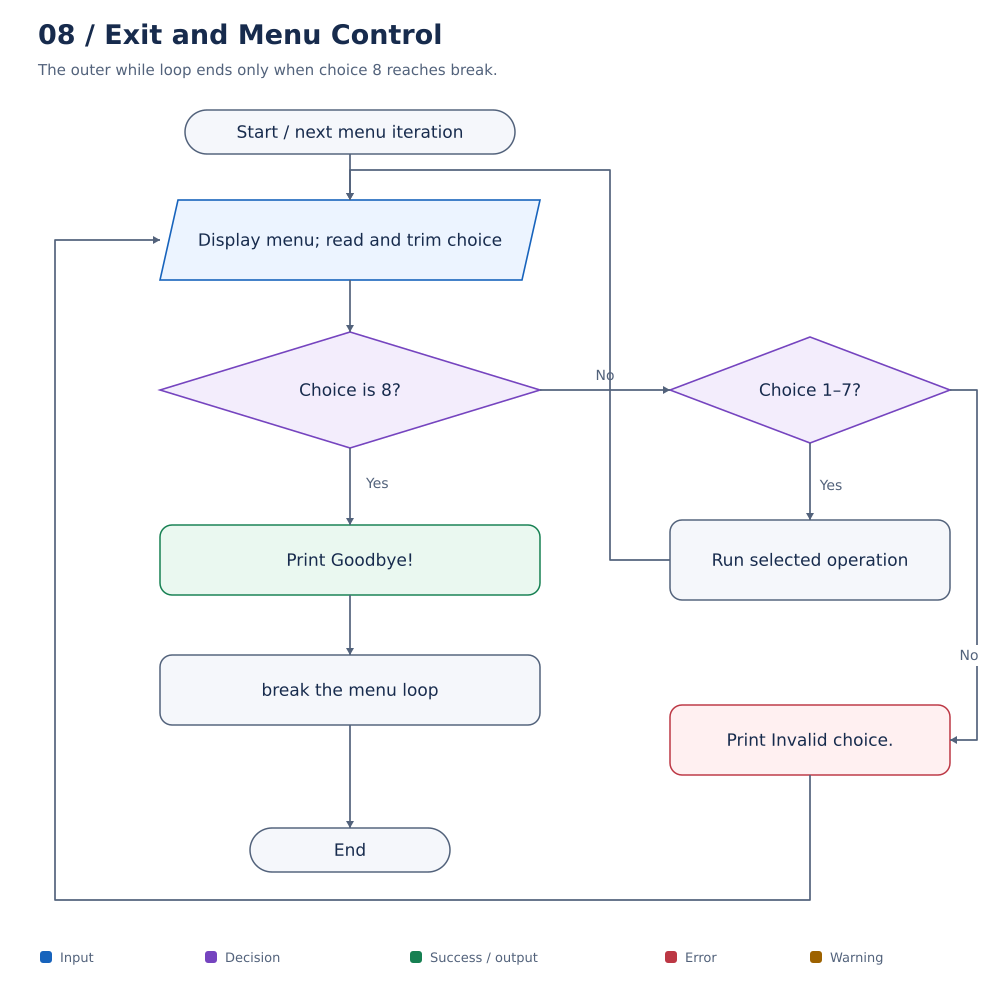 08 / Exit and Menu Control
The outer while loop ends only when choice 8 reaches break.
Start / next menu iteration
Display menu; read and trim choice
Choice is 8?
No
Choice 1–7?
Yes
Yes
Print Goodbye!
Run selected operation
No
break the menu loop
Print Invalid choice.
End
Input
Decision
Success / output
Error
Warning